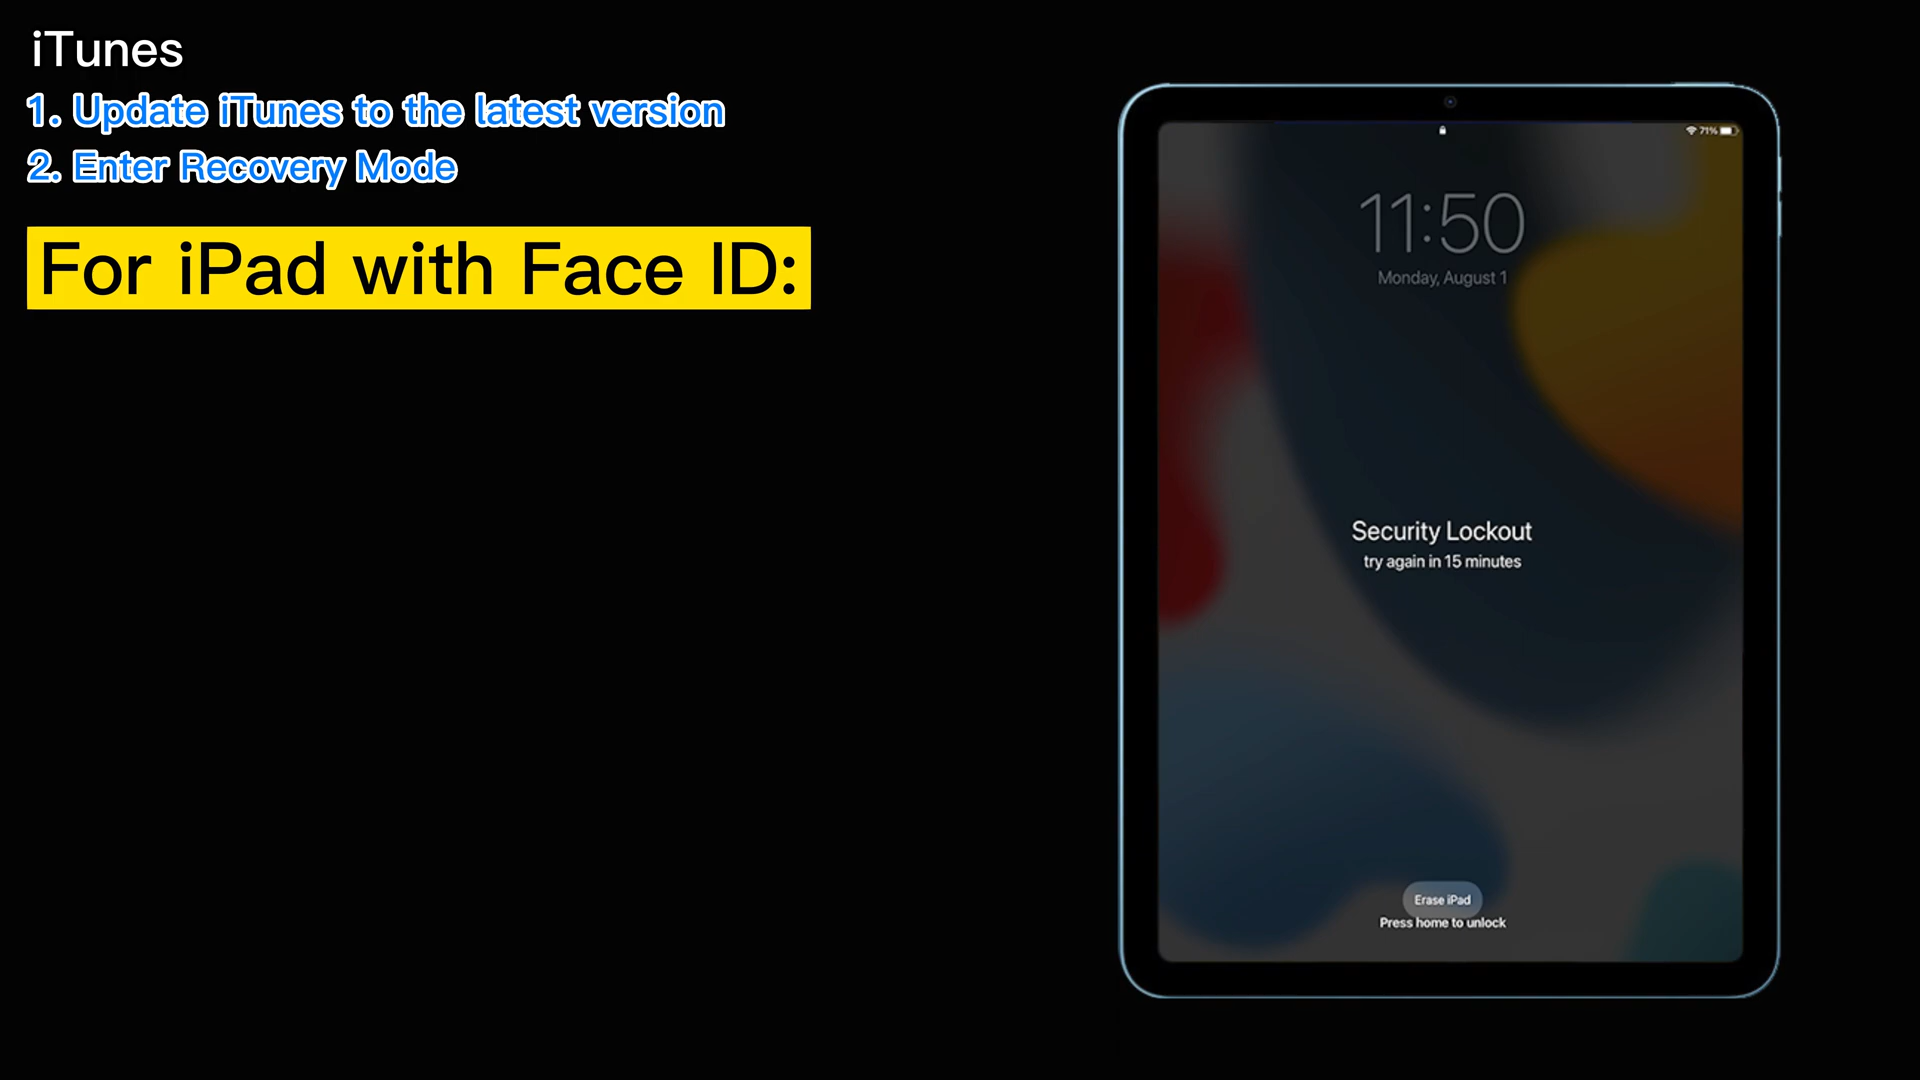 iTunes
1. Update iTunes to the latest version
2. Enter Recovery Mode
For iPad with Face ID:
71%
11:50
Monday, August 1
Security Lockout
try again in 15 minutes
Erase iPad
Press home to unlock